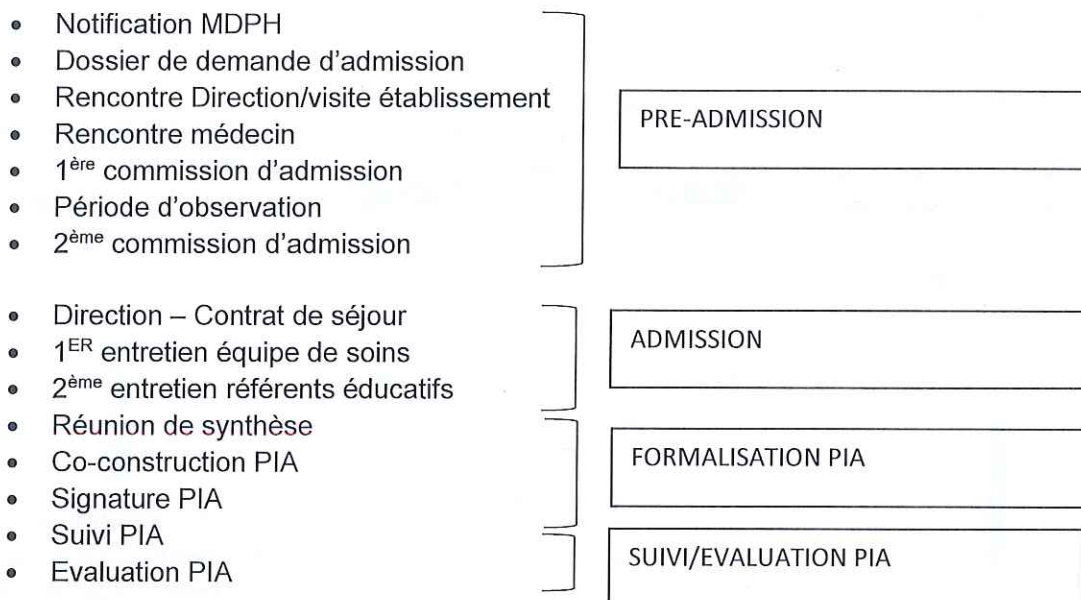 • Notification MDPH
• Dossier de demande d'admission
• Rencontre Direction/visite établissement
• Rencontre médecin
• 1ère commission d'admission
• Période d'observation
• 2ème commission d'admission
PRE-ADMISSION
• Direction – Contrat de séjour
• 1ER entretien équipe de soins
• 2ème entretien référents éducatifs
ADMISSION
• Réunion de synthèse
• Co-construction PIA
• Signature PIA
FORMALISATION PIA
• Suivi PIA
• Evaluation PIA
SUIVI/EVALUATION PIA